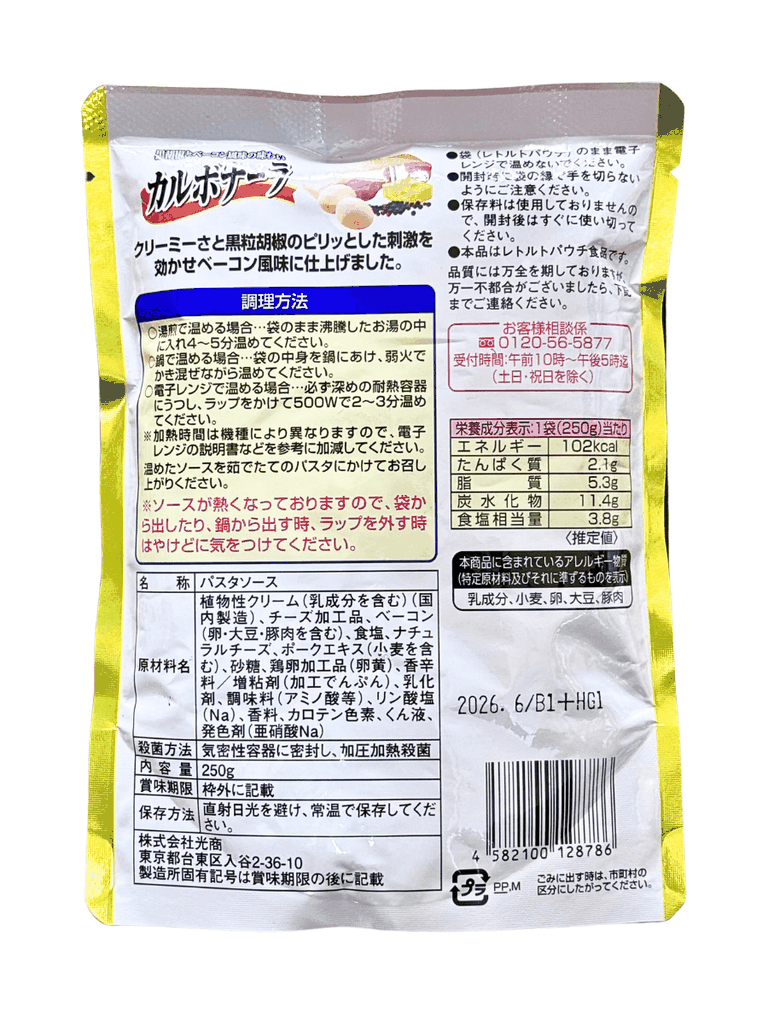 黒胡椒とベーコン風味の味わい
カルボナーラ
クリーミーさと黒粒胡椒のピリッとした刺激を
効かせベーコン風味に仕上げました。
調理方法
○湯煎で温める場合…袋のまま沸騰したお湯の中
に入れ4〜5分温めてください。
○鍋で温める場合…袋の中身を鍋にあけ、弱火で
かき混ぜながら温めてください。
○電子レンジで温める場合…必ず深めの耐熱容器
にうつし、ラップをかけて500Wで2〜3分温め
てください。
※加熱時間は機種により異なりますので、電子
レンジの説明書などを参考に加減してください。
温めたソースを茹でたてのパスタにかけてお召し
上がりください。
※ソースが熱くなっておりますので、袋か
ら出したり、鍋から出す時、ラップを外す時
はやけどに気をつけてください。
名称 パスタソース
原材料名 植物性クリーム(乳成分を含む)(国
内製造)、チーズ加工品、ベーコン
(卵・大豆・豚肉を含む)、食塩、ナチュ
ラルチーズ、ポークエキス(小麦を含
む)、砂糖、鶏卵加工品(卵黄)、香辛
料/増粘剤(加工でんぷん)、乳化
剤、調味料(アミノ酸等)、リン酸塩
(Na)、香料、カロテン色素、くん液、
発色剤(亜硝酸Na)
殺菌方法 気密性容器に密封し、加圧加熱殺菌
内容量 250g
賞味期限 枠外に記載
保存方法 直射日光を避け、常温で保存してくだ
さい。
株式会社光商
東京都台東区入谷2-36-10
製造所固有記号は賞味期限の後に記載
●袋(レトルトパウチ)のまま電子
レンジで温めないでください。
●開封時に袋の縁で手を切らない
ようにご注意ください。
●保存料は使用しておりませんの
で、開封後はすぐに使い切って
ください。
●本品はレトルトパウチ食品です。
品質には万全を期しておりますが、
万一不都合がございましたら、下記
までご連絡ください。
お客様相談係
0120-56-5877
受付時間:午前10時〜午後5時迄
(土日・祝日を除く)
栄養成分表示:1袋(250g)当たり
エネルギー 102kcal
たんぱく質 2.1g
脂質 5.3g
炭水化物 11.4g
食塩相当量 3.8g
〈推定値〉
本商品に含まれているアレルギー物質
(特定原材料及びそれに準ずるものを表示)
乳成分、小麦、卵、大豆、豚肉
2026. 6/B1+HG1
4 582100 128786
プラ PP,M
ごみに出す時は、市町村の
区分にしたがってください。